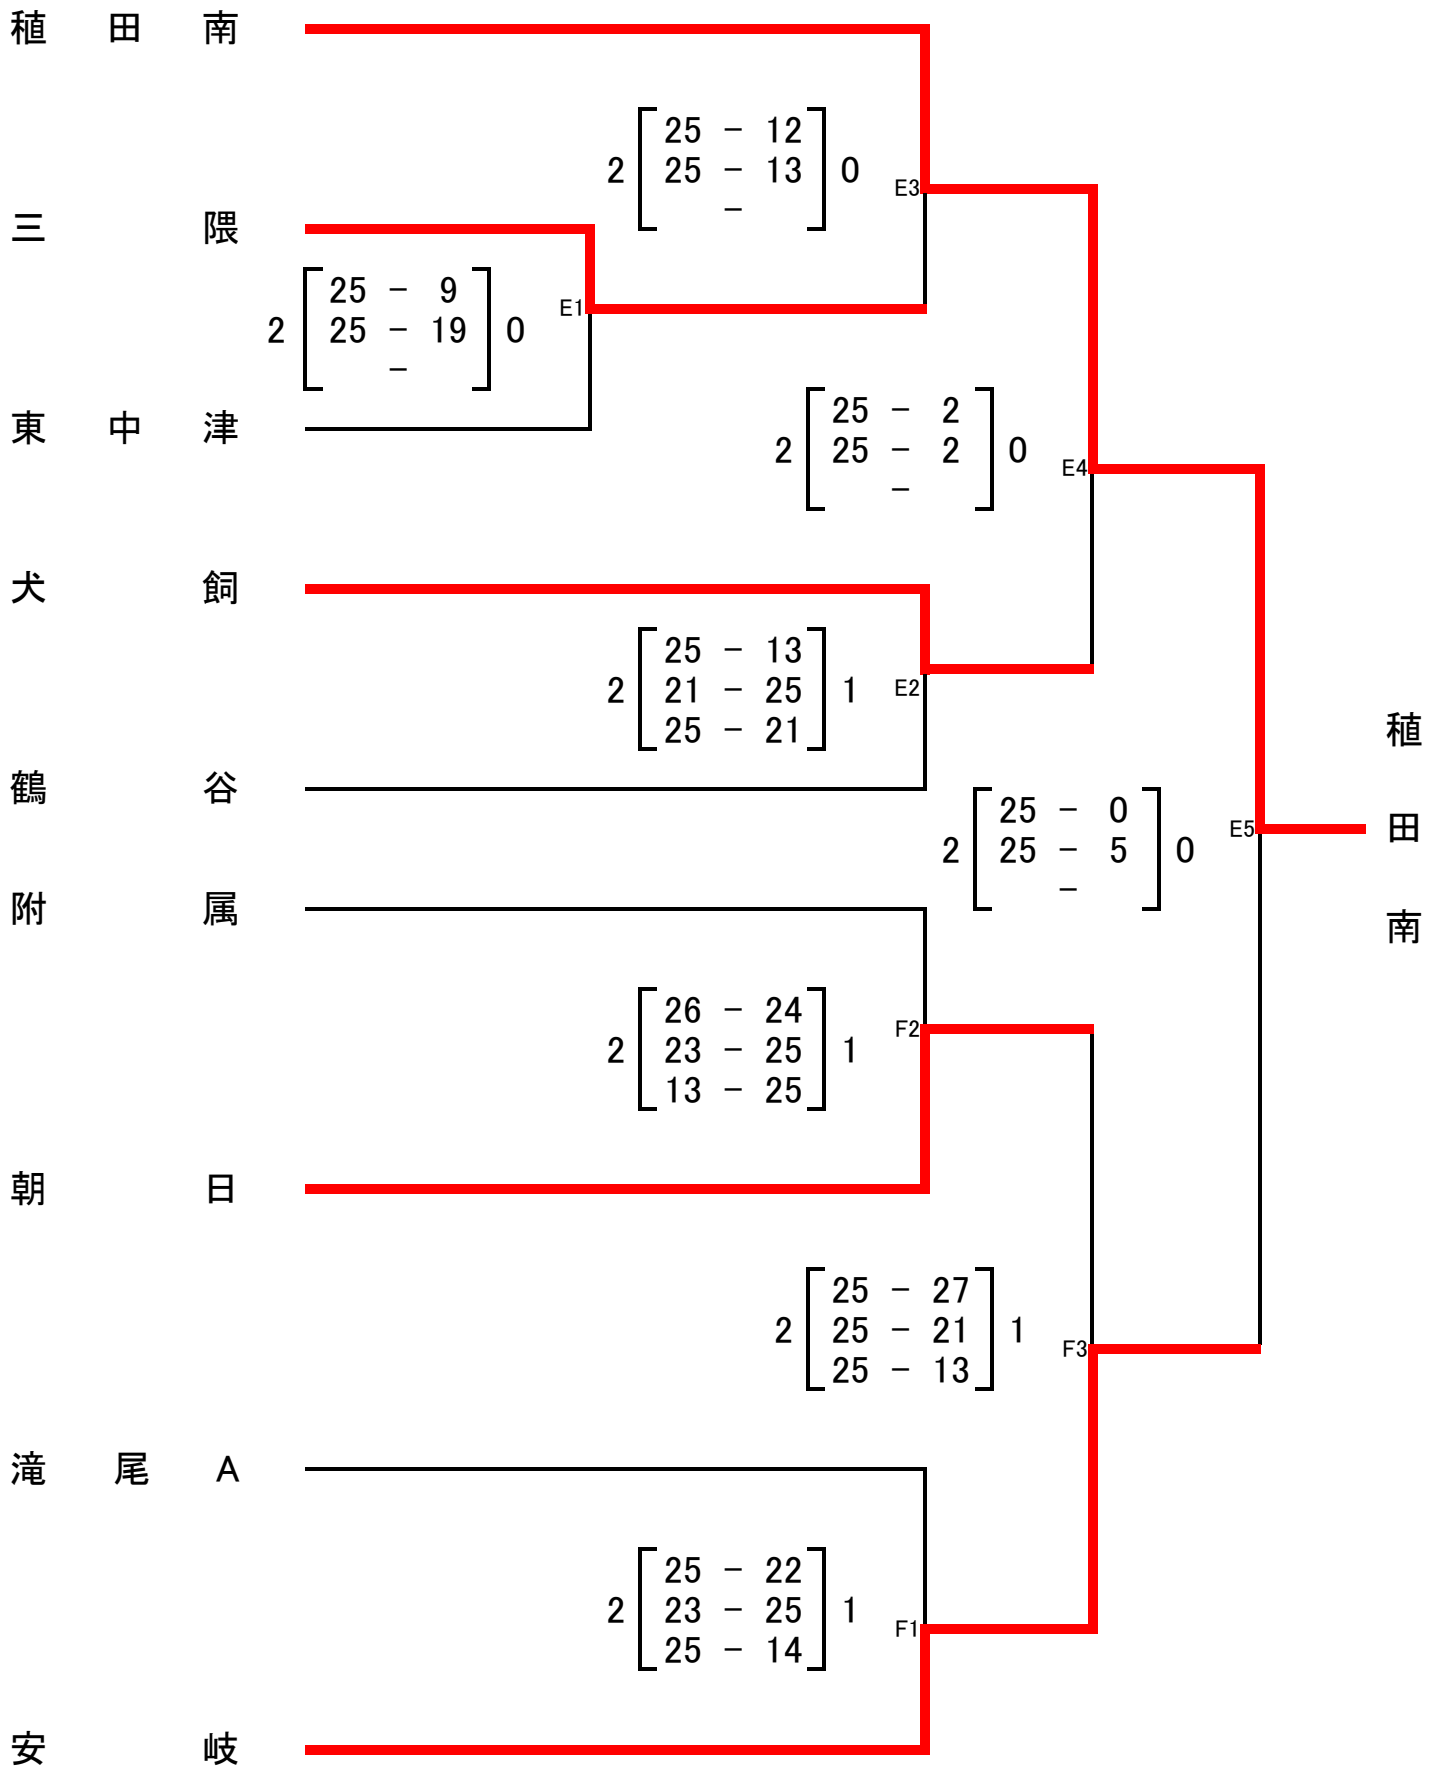 稙田南
25 - 12
2 25 - 13 0
-
E3
三隈
25 - 9
2 25 - 19 0
-
E1
東中津
25 - 2
2 25 - 2 0
-
E4
犬飼
25 - 13
2 21 - 25 1
25 - 21
E2
鶴谷
稙田南
25 - 0
2 25 - 5 0
-
E5
附属
26 - 24
2 23 - 25 1
13 - 25
F2
朝日
25 - 27
2 25 - 21 1
25 - 13
F3
滝尾A
25 - 22
2 23 - 25 1
25 - 14
F1
安岐